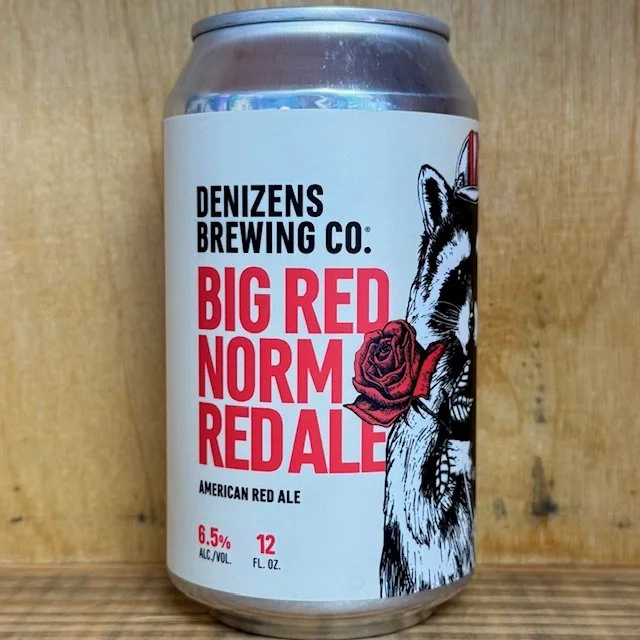 DENIZENS
BREWING CO.®
BIG RED
NORM
RED ALE
AMERICAN RED ALE
6.5% 12
ALC./VOL. FL. OZ.